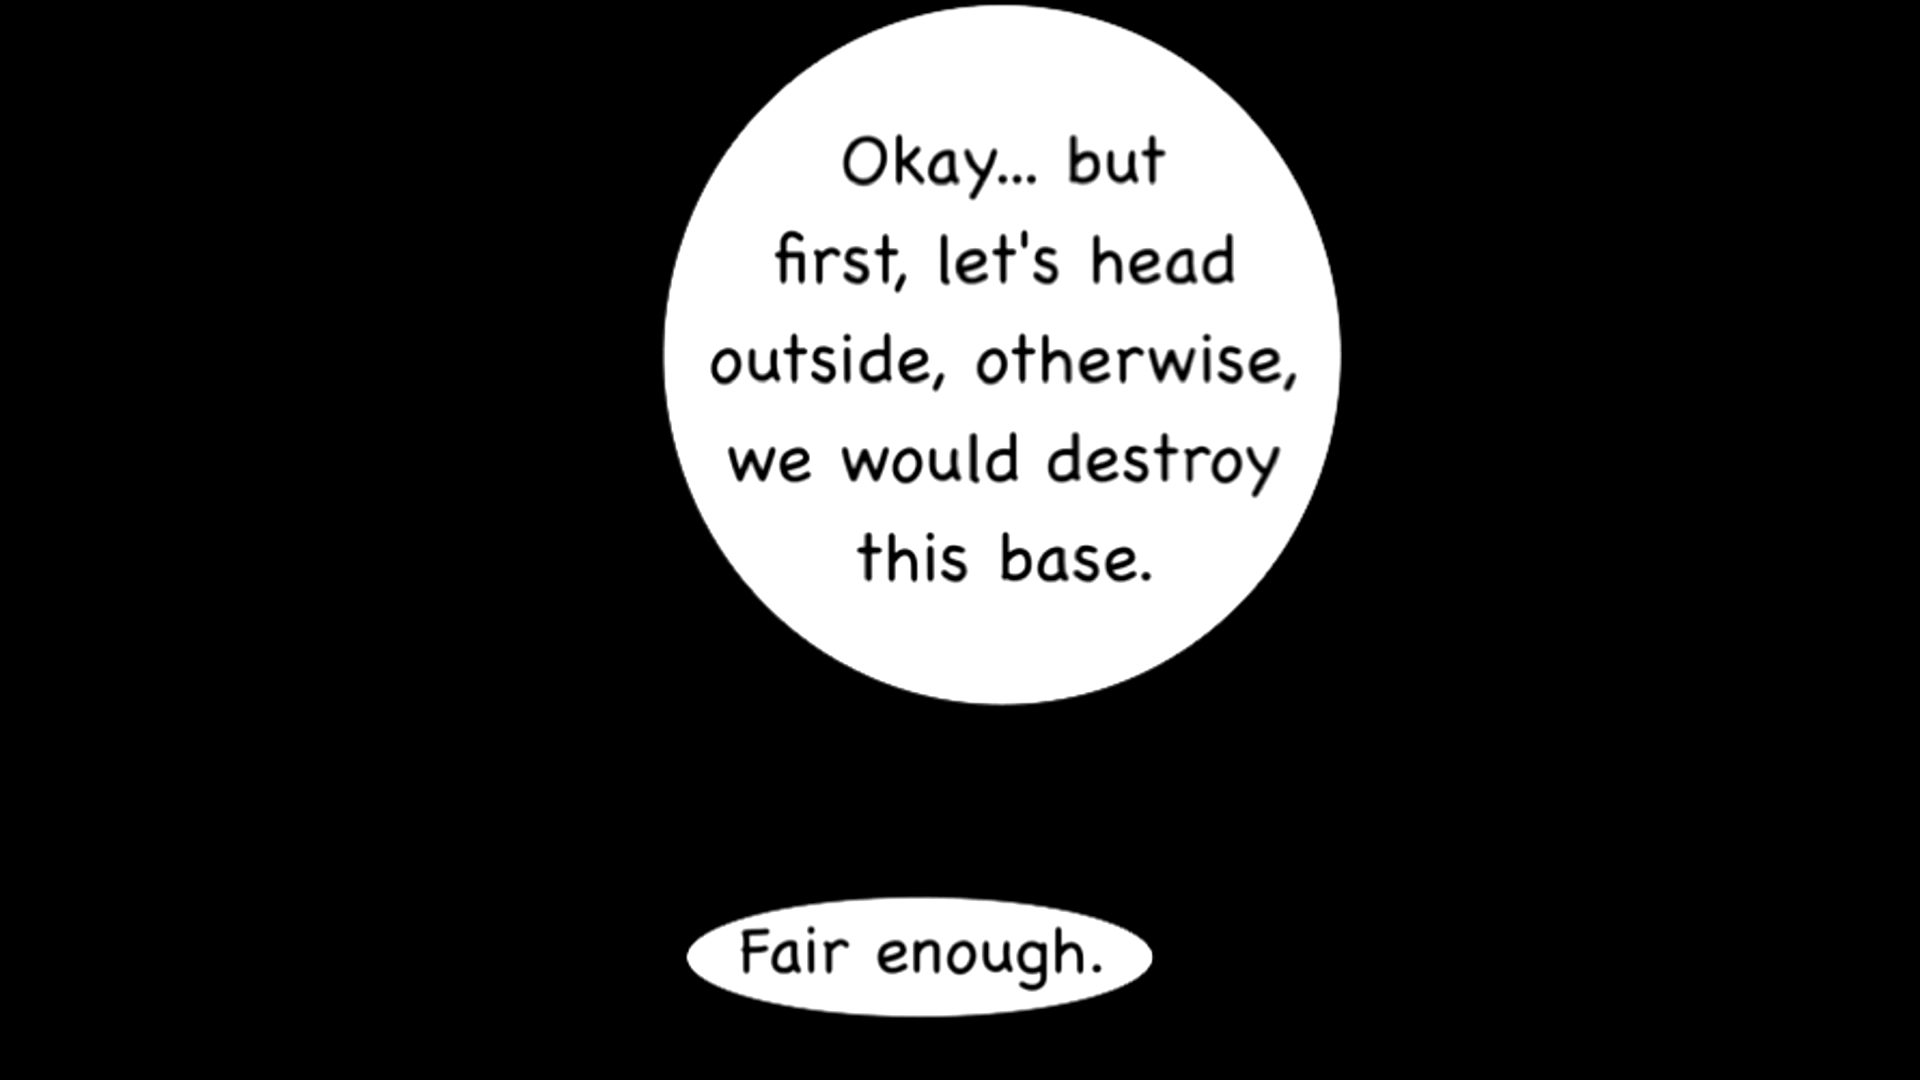 Okay... but
first, let's head
outside, otherwise,
we would destroy
this base.
Fair enough.